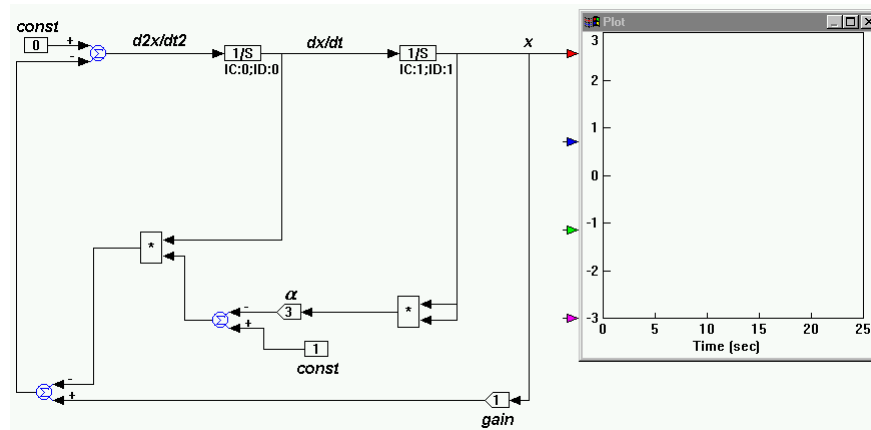 const
0
+
-
Σ
d2x/dt2
1/S
IC:0;ID:0
dx/dt
1/S
IC:1;ID:1
x
Plot
3
2
1
0
-1
-2
-3
0 5 10 15 20 25
Time (sec)
*
α
3
*
-
+
Σ
1
const
-
+
Σ
1
gain